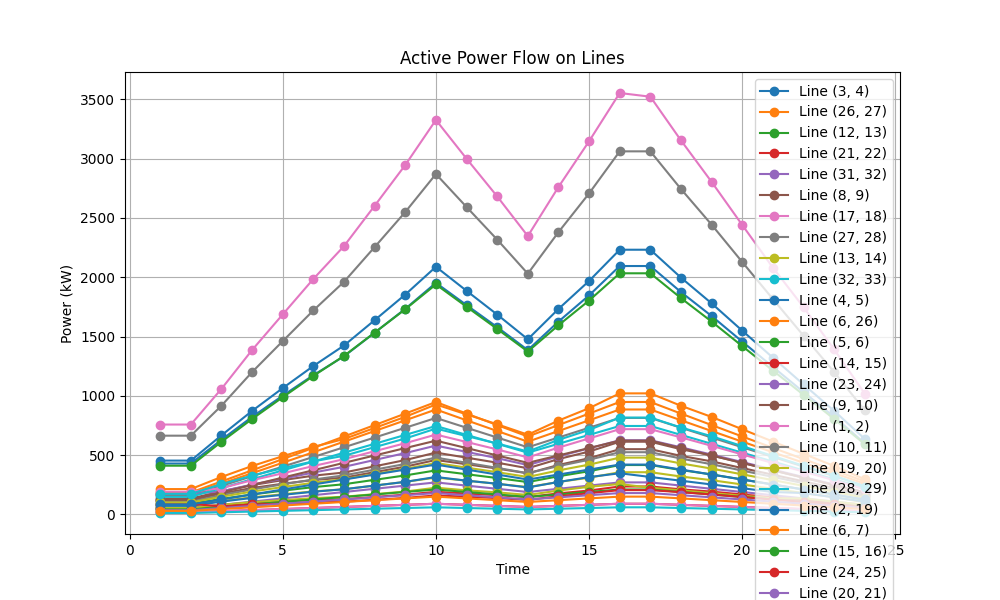 Active Power Flow on Lines
Power (kW)
3500
3000
2500
2000
1500
1000
500
0
0
5
10
15
20
25
Time
Line (3, 4)
Line (26, 27)
Line (12, 13)
Line (21, 22)
Line (31, 32)
Line (8, 9)
Line (17, 18)
Line (27, 28)
Line (13, 14)
Line (32, 33)
Line (4, 5)
Line (6, 26)
Line (5, 6)
Line (14, 15)
Line (23, 24)
Line (9, 10)
Line (1, 2)
Line (10, 11)
Line (19, 20)
Line (28, 29)
Line (2, 19)
Line (6, 7)
Line (15, 16)
Line (24, 25)
Line (20, 21)